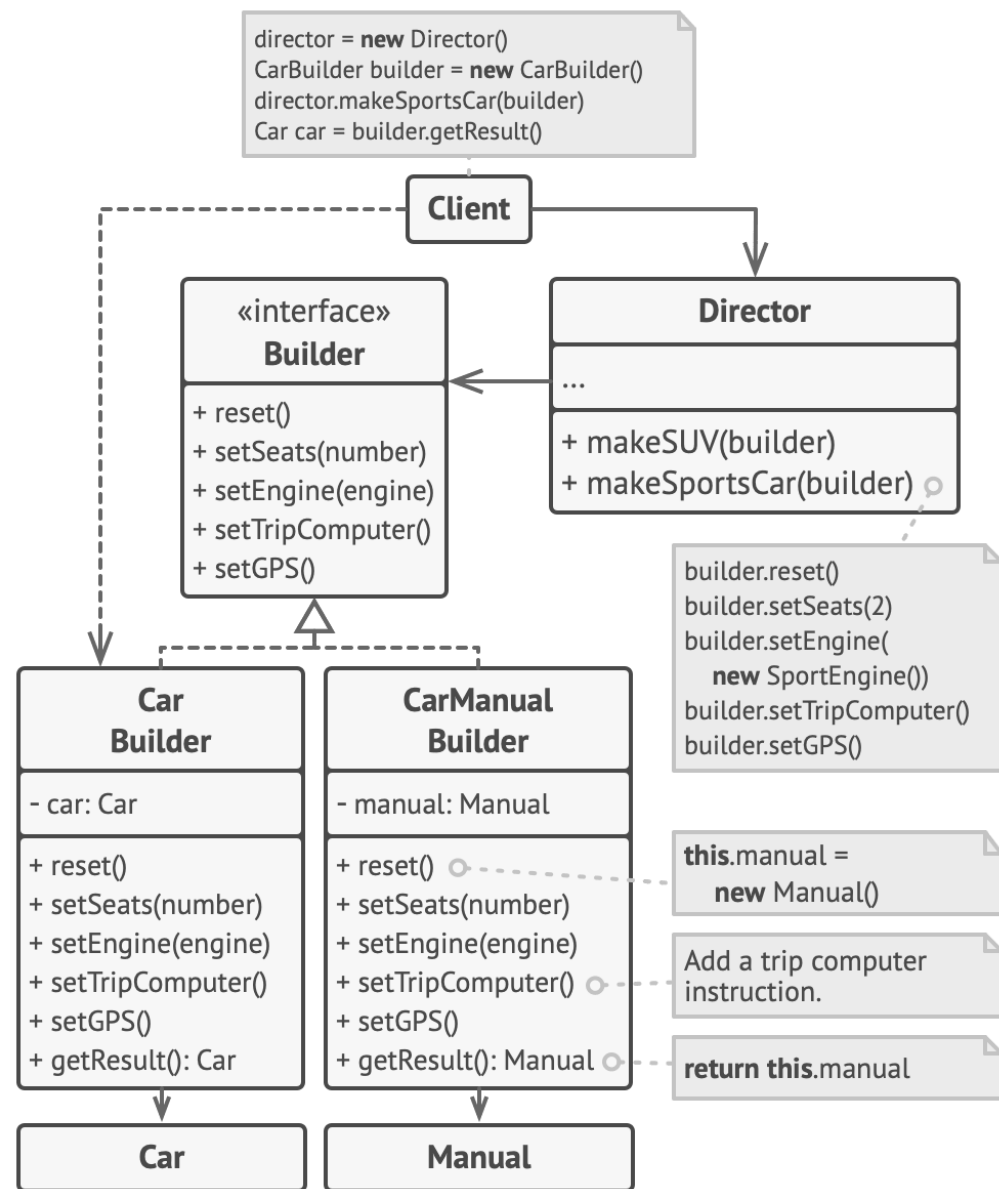 director = new Director()
CarBuilder builder = new CarBuilder()
director.makeSportsCar(builder)
Car car = builder.getResult()
Client
«interface»
Builder
+ reset()
+ setSeats(number)
+ setEngine(engine)
+ setTripComputer()
+ setGPS()
Director
...
+ makeSUV(builder)
+ makeSportsCar(builder)
builder.reset()
builder.setSeats(2)
builder.setEngine(
new SportEngine())
builder.setTripComputer()
builder.setGPS()
Car
Builder
- car: Car
+ reset()
+ setSeats(number)
+ setEngine(engine)
+ setTripComputer()
+ setGPS()
+ getResult(): Car
CarManual
Builder
- manual: Manual
+ reset()
+ setSeats(number)
+ setEngine(engine)
+ setTripComputer()
+ setGPS()
+ getResult(): Manual
this.manual =
new Manual()
Add a trip computer
instruction.
return this.manual
Car
Manual